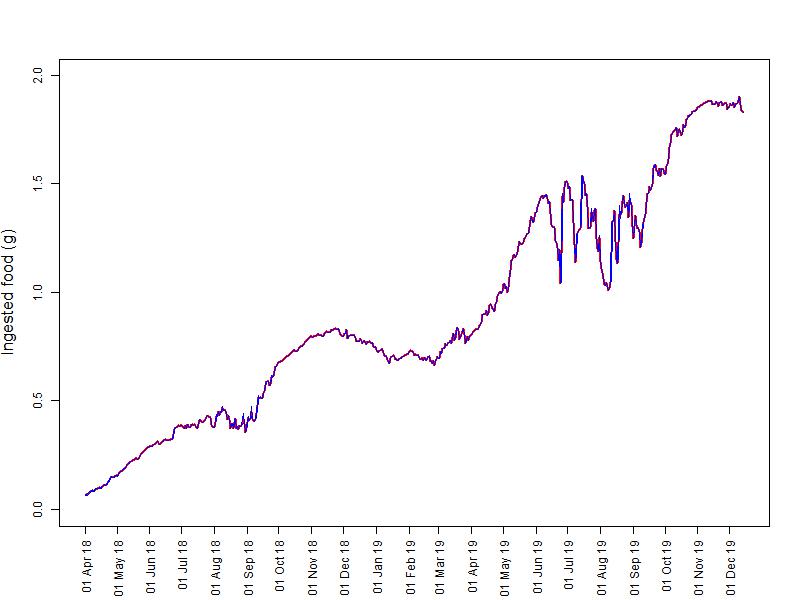 Ingested food (g)
2.0
1.5
1.0
0.5
0.0
01 Apr 18
01 May 18
01 Jun 18
01 Jul 18
01 Aug 18
01 Sep 18
01 Oct 18
01 Nov 18
01 Dec 18
01 Jan 19
01 Feb 19
01 Mar 19
01 Apr 19
01 May 19
01 Jun 19
01 Jul 19
01 Aug 19
01 Sep 19
01 Oct 19
01 Nov 19
01 Dec 19